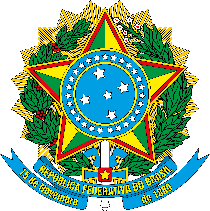 REPÚBLICA FEDERATIVA DO BRASIL
15 de Novembro
de 1889